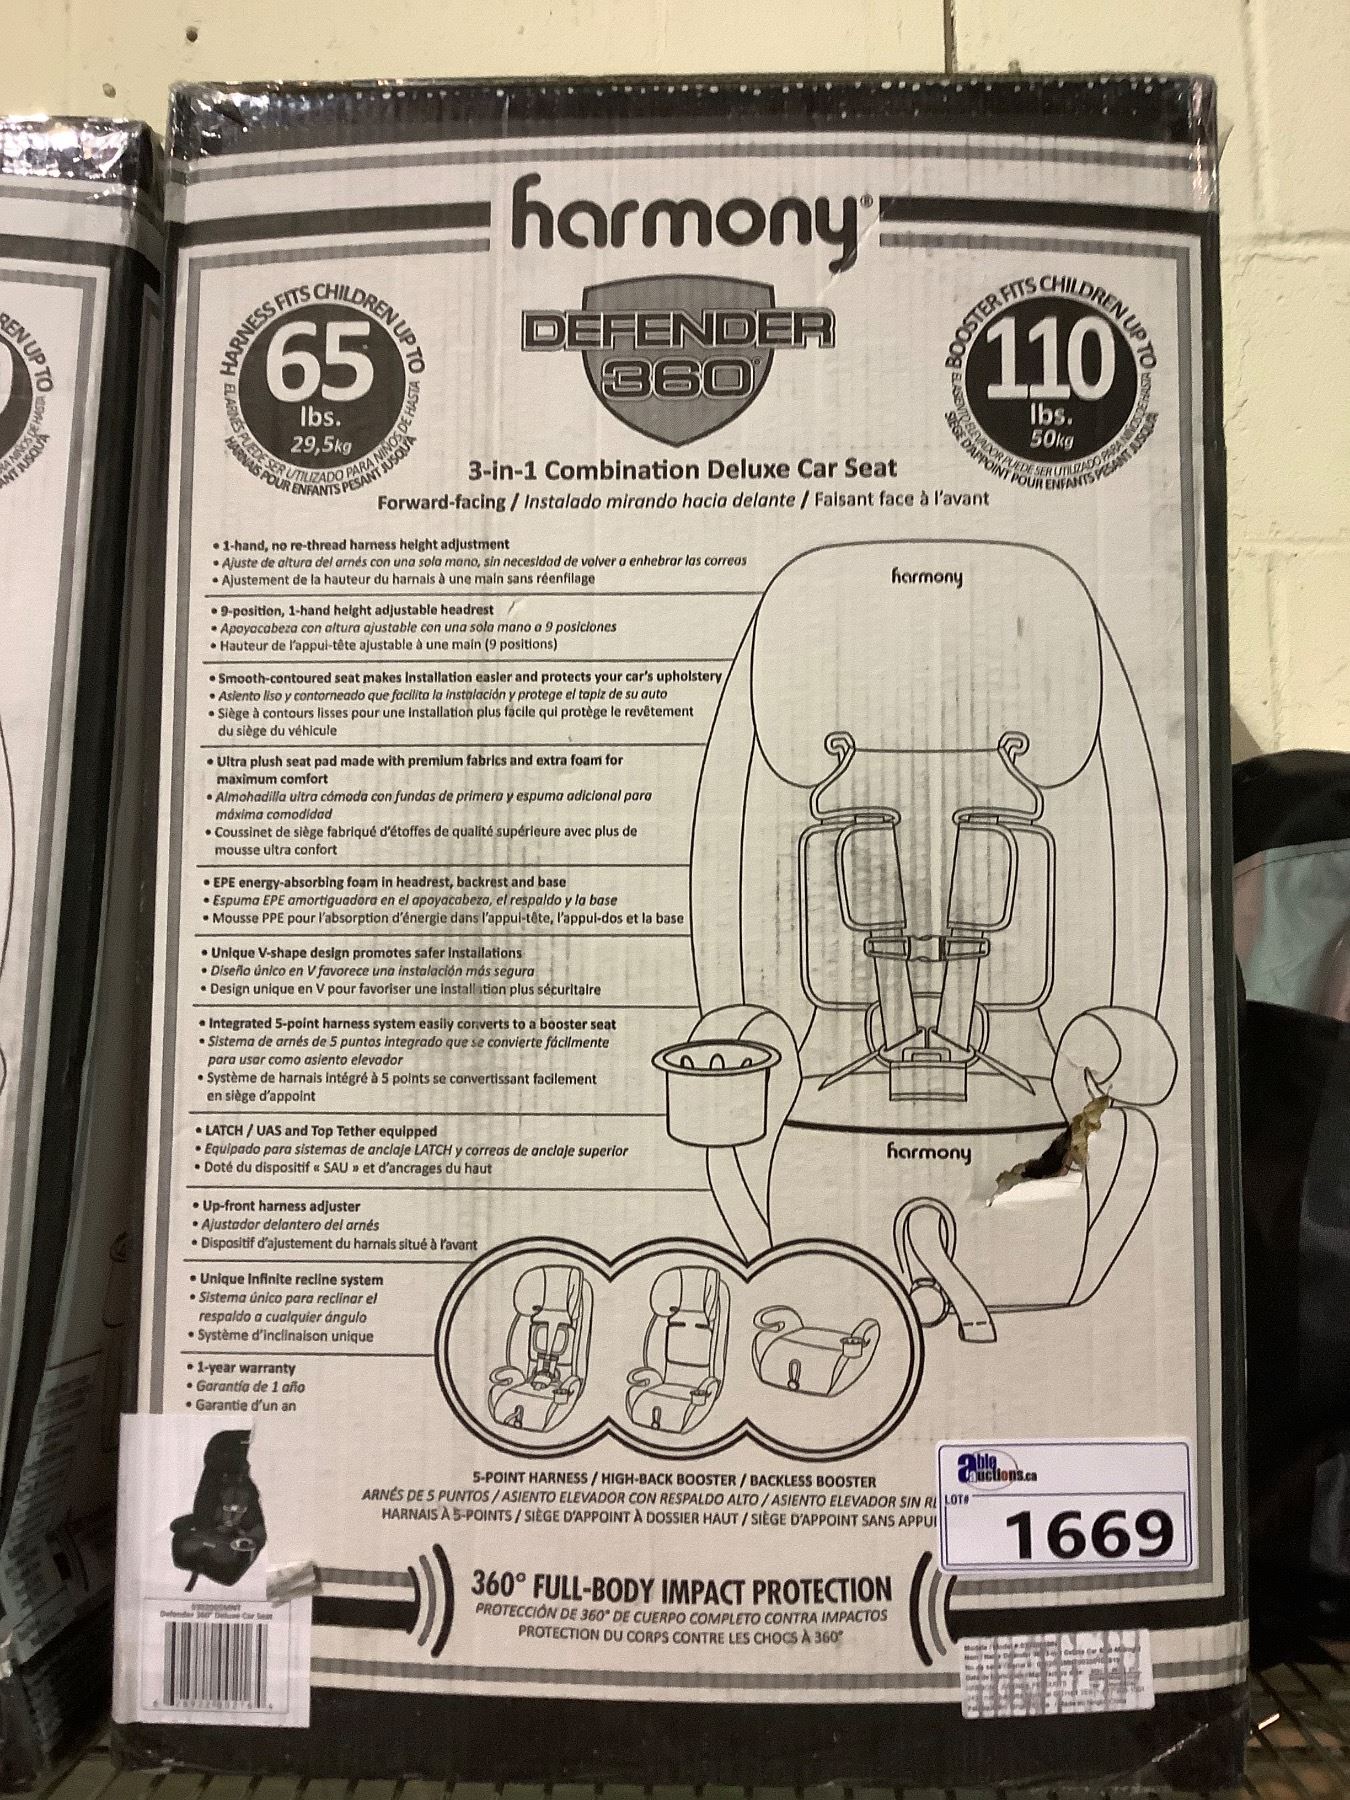 harmony®
DEFENDER
360°
HARNESS FITS CHILDREN UP TO
65
lbs.
29,5kg
EL ARNÉS PUEDE SER UTILIZADO PARA NIÑOS DE HASTA
HARNAIS POUR ENFANTS PESANT JUSQU'À
BOOSTER FITS CHILDREN UP TO
110
lbs.
50kg
EL ASIENTO ELEVADOR PUEDE SER UTILIZADO PARA NIÑOS DE HASTA
SIÈGE D'APPOINT POUR ENFANTS PESANT JUSQU'À
3-in-1 Combination Deluxe Car Seat
Forward-facing / Instalado mirando hacia delante / Faisant face à l'avant
• 1-hand, no re-thread harness height adjustment
• Ajuste de altura del arnés con una sola mano, sin necesidad de volver a enhebrar las correas
• Ajustement de la hauteur du harnais à une main sans réenfilage
• 9-position, 1-hand height adjustable headrest
• Apoyacabeza con altura ajustable con una sola mano a 9 posiciones
• Hauteur de l'appui-tête ajustable à une main (9 positions)
• Smooth-contoured seat makes installation easier and protects your car's upholstery
• Asiento liso y contorneado que facilita la instalación y protege el tapiz de su auto
• Siège à contours lisses pour une installation plus facile qui protège le revêtement
du siège du véhicule
• Ultra plush seat pad made with premium fabrics and extra foam for
maximum comfort
• Almohadilla ultra cómoda con fundas de primera y espuma adicional para
máxima comodidad
• Coussinet de siège fabriqué d'étoffes de qualité supérieure avec plus de
mousse ultra confort
• EPE energy-absorbing foam in headrest, backrest and base
• Espuma EPE amortiguadora en el apoyacabeza, el respaldo y la base
• Mousse PPE pour l'absorption d'énergie dans l'appui-tête, l'appui-dos et la base
• Unique V-shape design promotes safer installations
• Diseño único en V favorece una instalación más segura
• Design unique en V pour favoriser une installation plus sécuritaire
• Integrated 5-point harness system easily converts to a booster seat
• Sistema de arnés de 5 puntos integrado que se convierte fácilmente
para usar como asiento elevador
• Système de harnais intégré à 5 points se convertissant facilement
en siège d'appoint
• LATCH / UAS and Top Tether equipped
• Equipado para sistemas de anclaje LATCH y correas de anclaje superior
• Doté du dispositif « SAU » et d'ancrages du haut
• Up-front harness adjuster
• Ajustador delantero del arnés
• Dispositif d'ajustement du harnais situé à l'avant
• Unique infinite recline system
• Sistema único para reclinar el
respaldo a cualquier ángulo
• Système d'inclinaison unique
• 1-year warranty
• Garantía de 1 año
• Garantie d'un an
harmony
harmony
5-POINT HARNESS / HIGH-BACK BOOSTER / BACKLESS BOOSTER
ARNÉS DE 5 PUNTOS / ASIENTO ELEVADOR CON RESPALDO ALTO / ASIENTO ELEVADOR SIN
HARNAIS À 5-POINTS / SIÈGE D'APPOINT À DOSSIER HAUT / SIÈGE D'APPOINT SANS APPUI
able
auctions.ca
LOT#
1669
360° FULL-BODY IMPACT PROTECTION
PROTECCIÓN DE 360° DE CUERPO COMPLETO CONTRA IMPACTOS
PROTECTION DU CORPS CONTRE LES CHOCS À 360°
Defender 360° Deluxe Car Seat